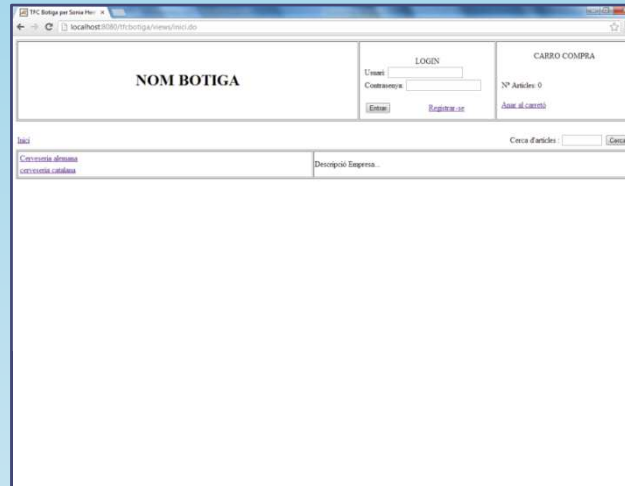 TFC Botiga per Sonia Her
localhost:8080/tfcbotiga/views/inici.do
NOM BOTIGA
LOGIN
Usuari:
Contrasenya:
Entrar
Registrar-se
CARRO COMPRA
Nº Articles: 0
Anar al carretó
Inici
Cerca d'articles :
Cerca
Cerveseria alemana
cerveseria catalana
Descripció Empresa...